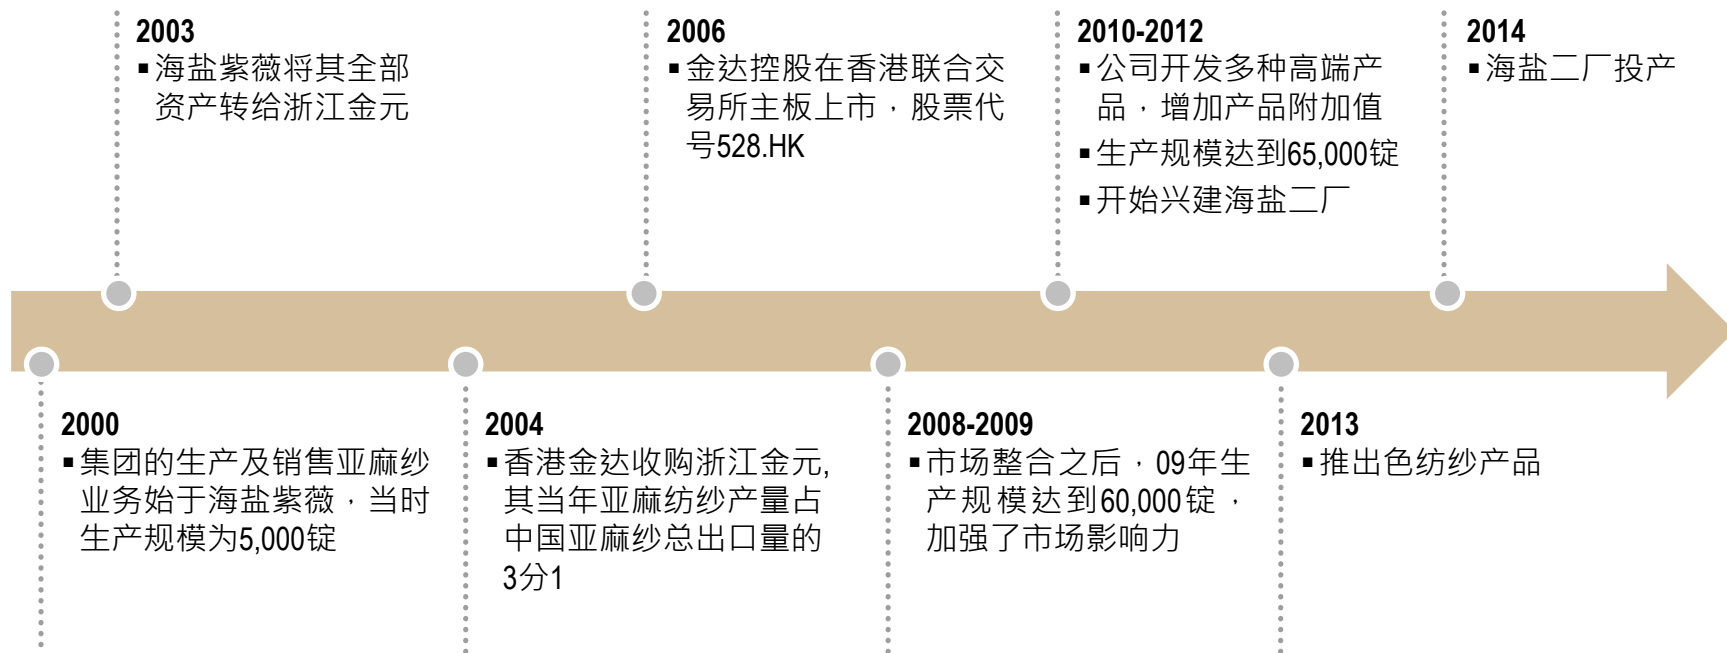 2003
▪海盐紫薇将其全部
资产转给浙江金元
2006
▪金达控股在香港联合交
易所主板上市，股票代
号528.HK
2010-2012
▪公司开发多种高端产
品，增加产品附加值
▪生产规模达到65,000锭
▪开始兴建海盐二厂
2014
▪海盐二厂投产
2000
▪集团的生产及销售亚麻纱
业务始于海盐紫薇，当时
生产规模为5,000锭
2004
▪香港金达收购浙江金元,
其当年亚麻纺纱产量占
中国亚麻纱总出口量的
3分1
2008-2009
▪市场整合之后，09年生
产规模达到60,000锭，
加强了市场影响力
2013
▪推出色纺纱产品